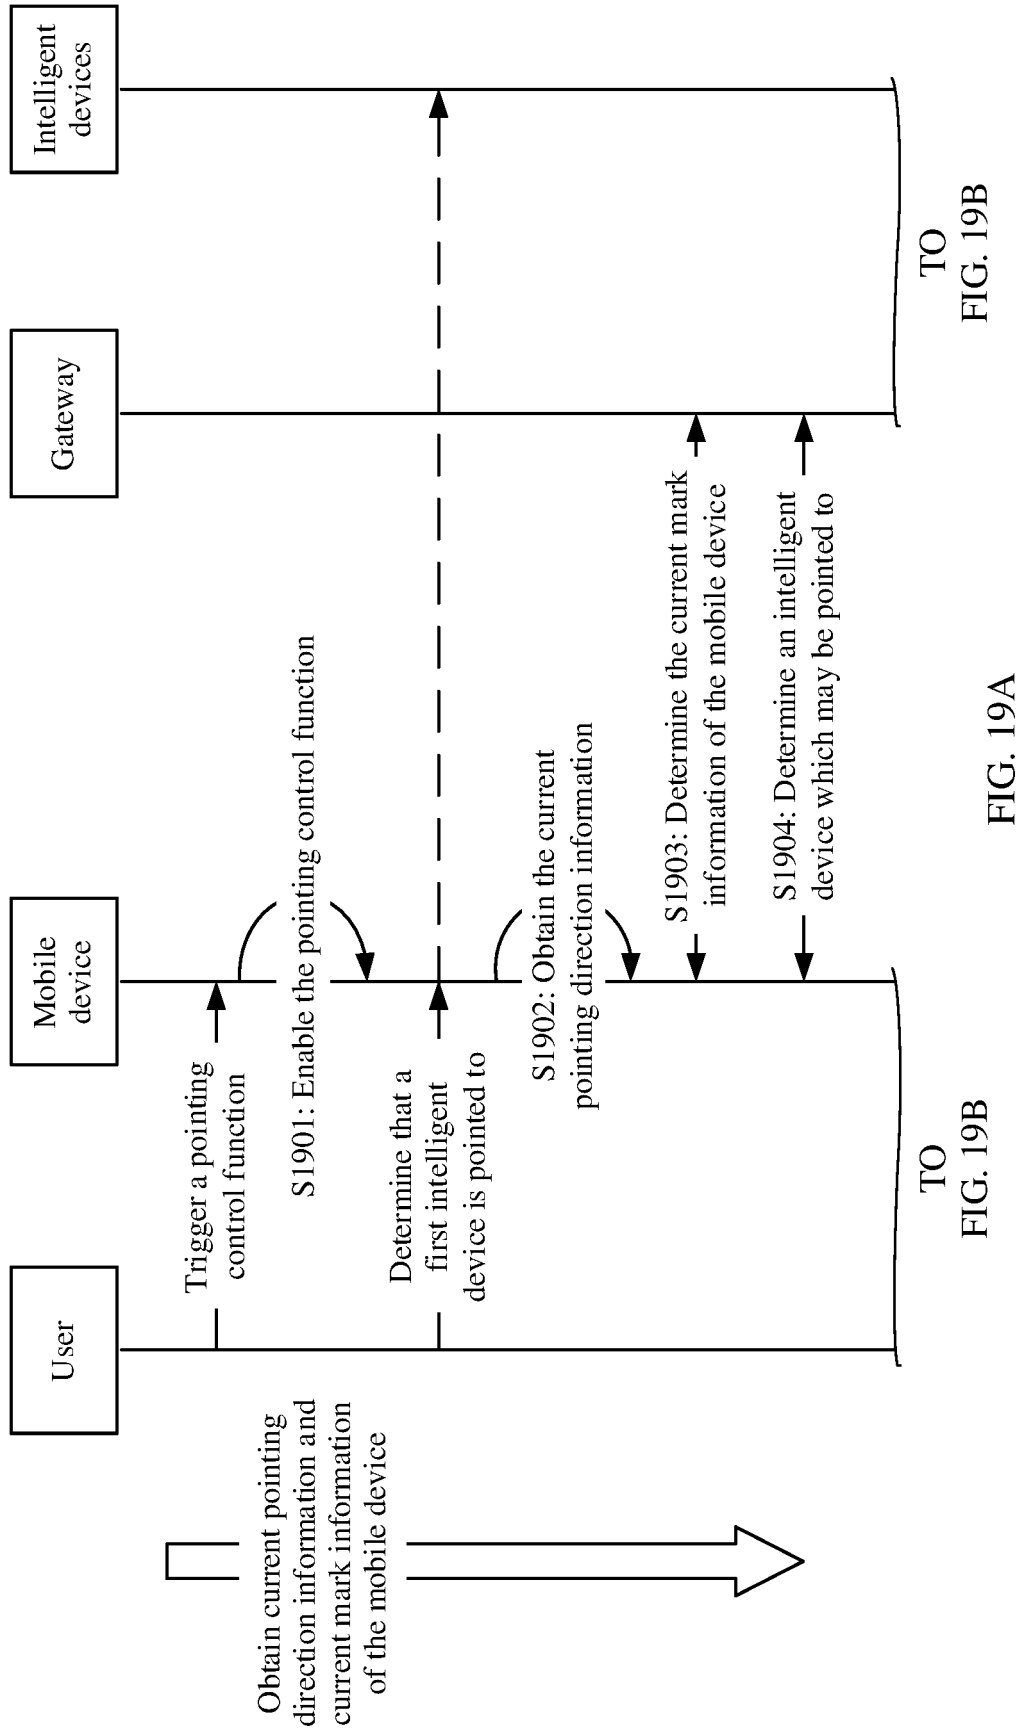 User
Mobile
device
Gateway
Intelligent
devices
Obtain current pointing
direction information and
current mark information
of the mobile device
Trigger a pointing
control function
S1901: Enable the pointing control function
Determine that a
first intelligent
device is pointed to
S1902: Obtain the current
pointing direction information
S1903: Determine the current mark
information of the mobile device
S1904: Determine an intelligent
device which may be pointed to
TO
FIG. 19B
TO
FIG. 19B
FIG. 19A